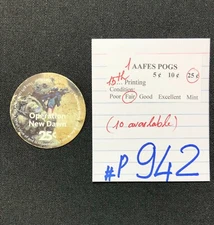 Operation
New Dawn
25¢
1 AAFES POGS
5¢ 10¢ 25¢
15th Printing
Condition:
Poor Fair Good Excellent Mint
(10 available)
#P 942